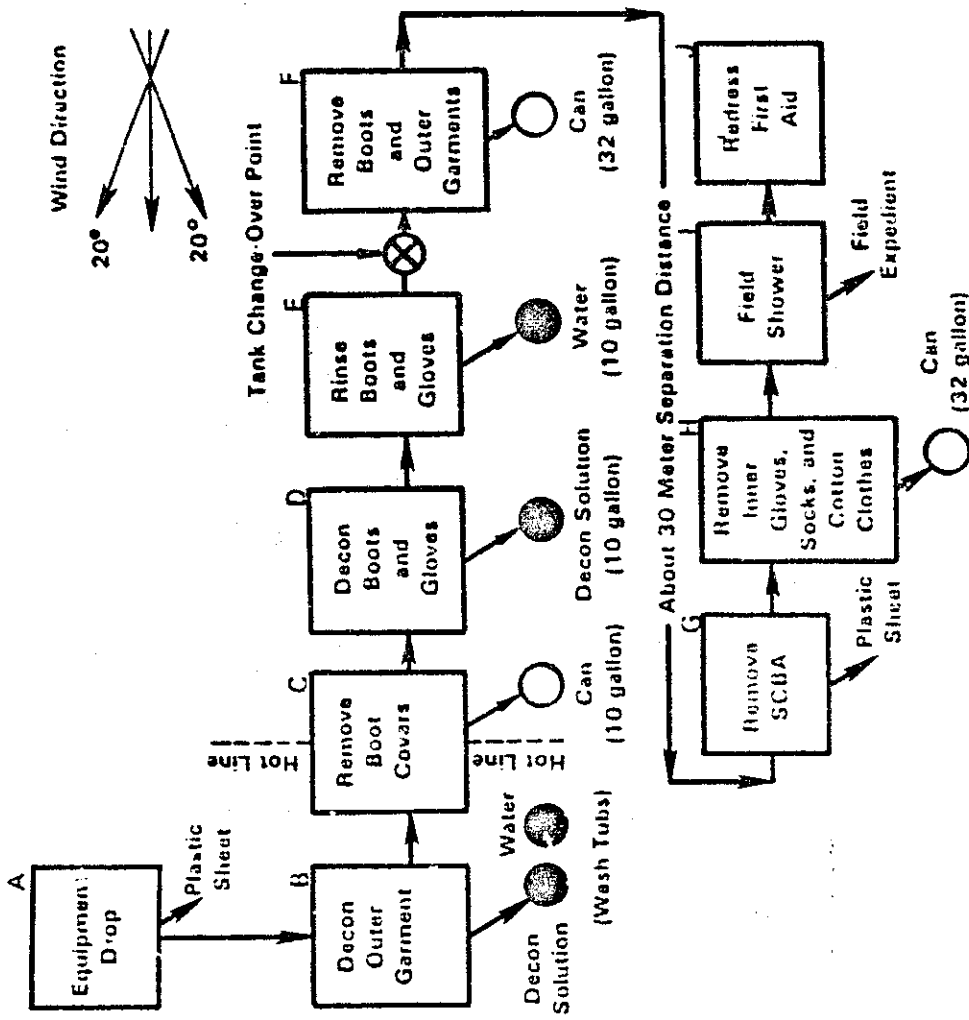 Wind Diruction
20°
20°
A
Equipment
Drop
Plastic
Sheet
B
Decon
Outer
Garment
Decon
Solution
Water
(Wash Tubs)
Hot Line
C
Remove
Boot
Covars
Hot Line
Can
(10 gallon)
D
Decon
Boots
and
Gloves
Decon Solution
(10 gallon)
E
Rinse
Boots
and
Gloves
Water
(10 gallon)
Tank Change-Over Point
F
Remove
Boots
and
Outer
Garments
Can
(32 gallon)
About 30 Meter Separation Distance
G
Remove
SCBA
Plastic
Sheet
H
Remove
Inner
Gloves,
Socks, and
Cotton
Clothes
Can
(32 gallon)
I
Field
Shower
Field
Expedient
J
Redress
First
Aid